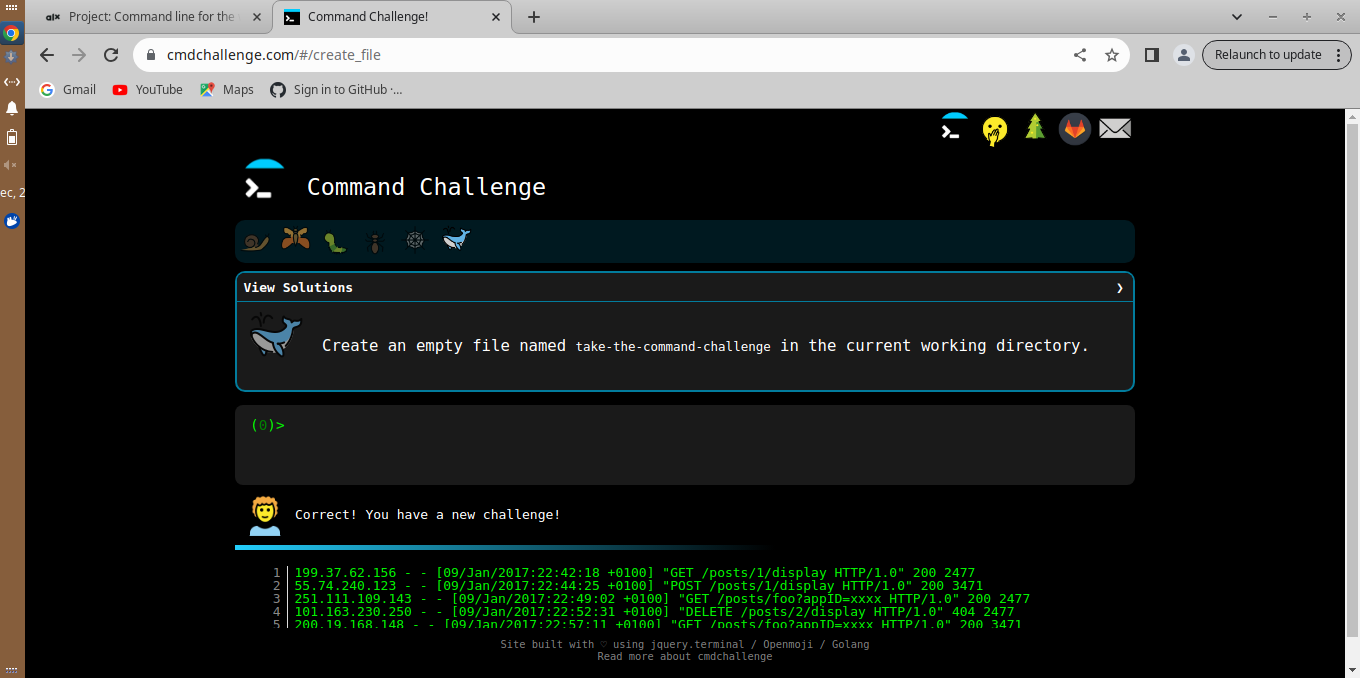 alx Project: Command line for the
Command Challenge!
cmdchallenge.com/#/create_file
Relaunch to update
Gmail
YouTube
Maps
Sign in to GitHub ·...
ec, 2
Command Challenge
View Solutions
Create an empty file named take-the-command-challenge in the current working directory.
(0)>
Correct! You have a new challenge!
1 199.37.62.156 - - [09/Jan/2017:22:42:18 +0100] "GET /posts/1/display HTTP/1.0" 200 2477
2 55.74.240.123 - - [09/Jan/2017:22:44:25 +0100] "POST /posts/1/display HTTP/1.0" 200 3471
3 251.111.109.143 - - [09/Jan/2017:22:49:02 +0100] "GET /posts/foo?appID=xxxx HTTP/1.0" 200 2477
4 101.163.230.250 - - [09/Jan/2017:22:52:31 +0100] "DELETE /posts/2/display HTTP/1.0" 404 2477
5 200.19.168.148 - - [09/Jan/2017:22:57:11 +0100] "GET /posts/foo?appID=xxxx HTTP/1.0" 200 3471
Site built with ♡ using jquery.terminal / Openmoji / Golang
Read more about cmdchallenge